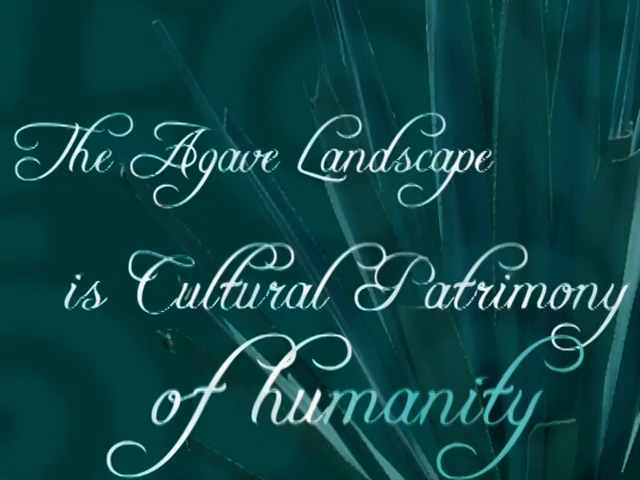 The Agave Landscape
is Cultural Patrimony
of humanity